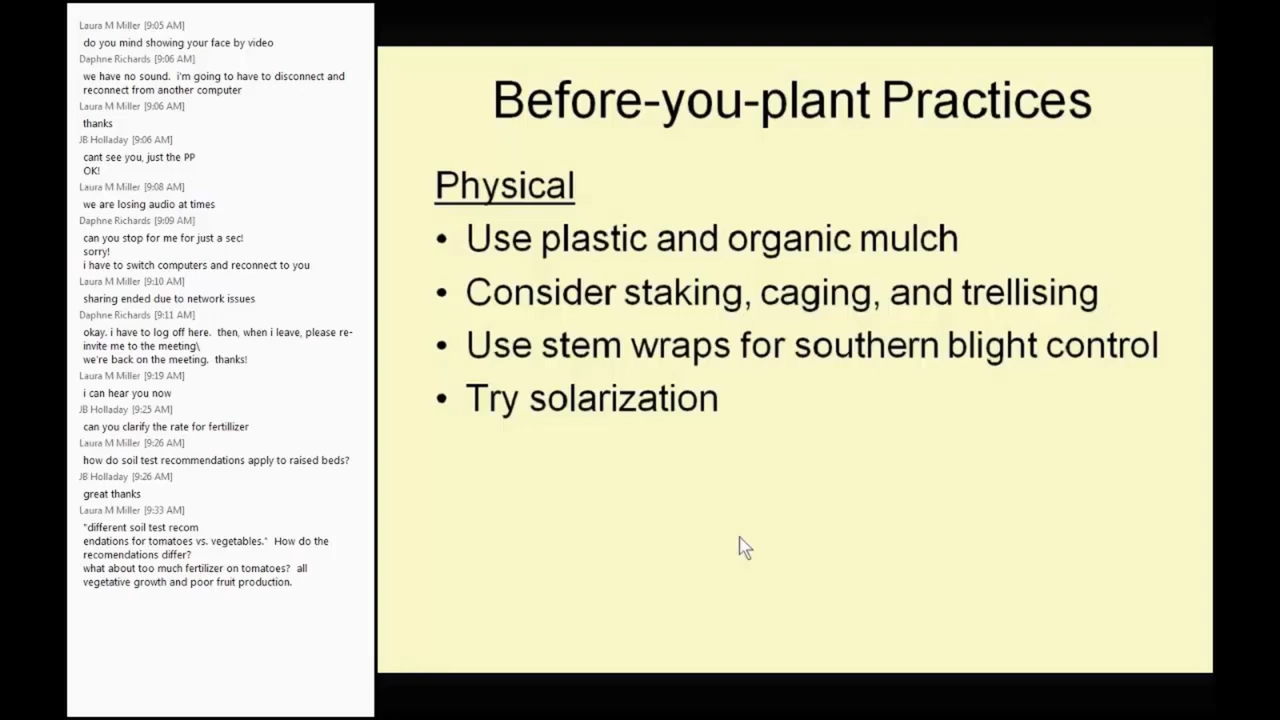 Laura M Miller [9:05 AM]
do you mind showing your face by video
Daphne Richards [9:06 AM]
we have no sound.  i'm going to have to disconnect and
reconnect from another computer
Laura M Miller [9:06 AM]
thanks
JB Holladay [9:06 AM]
cant see you, just the PP
OK!
Laura M Miller [9:08 AM]
we are losing audio at times
Daphne Richards [9:09 AM]
can you stop for me for just a sec!
sorry!
i have to switch computers and reconnect to you
Laura M Miller [9:10 AM]
sharing ended due to network issues
Daphne Richards [9:11 AM]
okay. i have to log off here.  then, when i leave, please re-
invite me to the meeting\
we're back on the meeting.  thanks!
Laura M Miller [9:19 AM]
i can hear you now
JB Holladay [9:25 AM]
can you clarify the rate for fertillizer
Laura M Miller [9:26 AM]
how do soil test recommendations apply to raised beds?
JB Holladay [9:26 AM]
great thanks
Laura M Miller [9:33 AM]
"different soil test recom
endations for tomatoes vs. vegetables."  How do the
recomendations differ?
what about too much fertilizer on tomatoes?  all
vegetative growth and poor fruit production.
Before-you-plant Practices
Physical
• Use plastic and organic mulch
• Consider staking, caging, and trellising
• Use stem wraps for southern blight control
• Try solarization